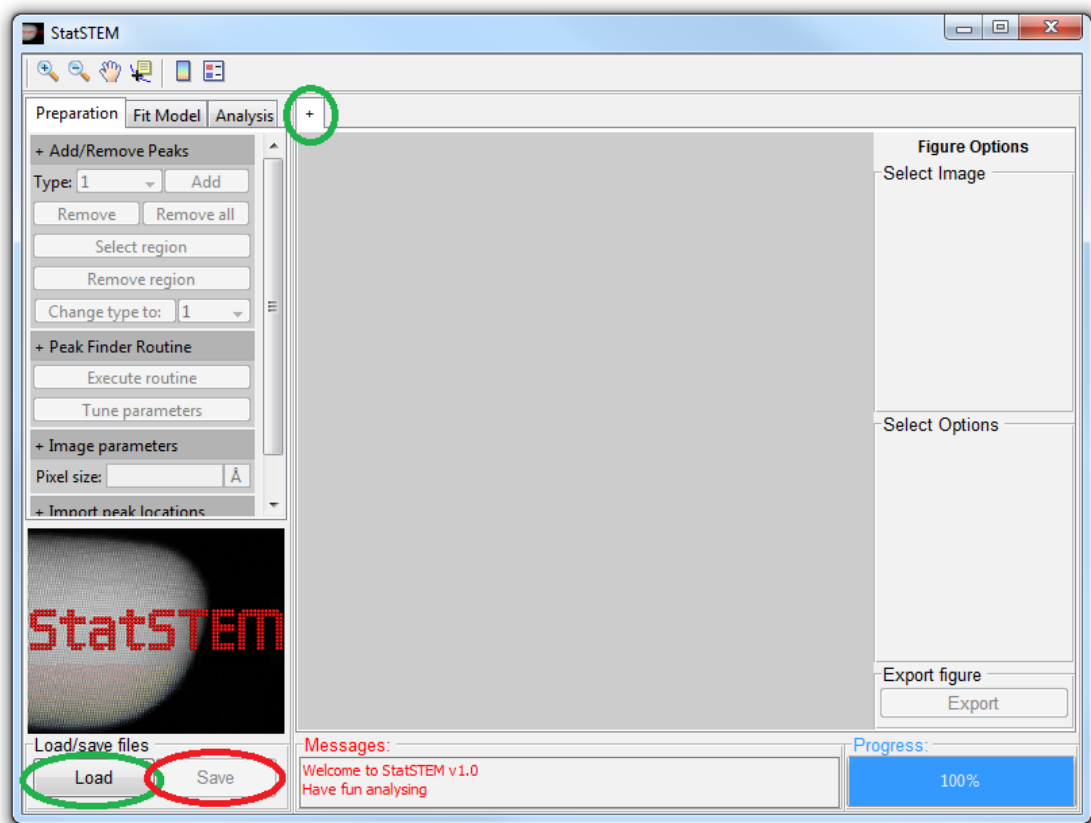 StatSTEM
Preparation Fit Model Analysis +
+ Add/Remove Peaks
Type: 1 Add
Remove Remove all
Select region
Remove region
Change type to: 1
+ Peak Finder Routine
Execute routine
Tune parameters
+ Image parameters
Pixel size: Å
+ Import peak locations
StatSTEM
Load/save files
Load Save
Figure Options
Select Image
Select Options
Export figure
Export
Messages:
Welcome to StatSTEM v1.0
Have fun analysing
Progress:
100%